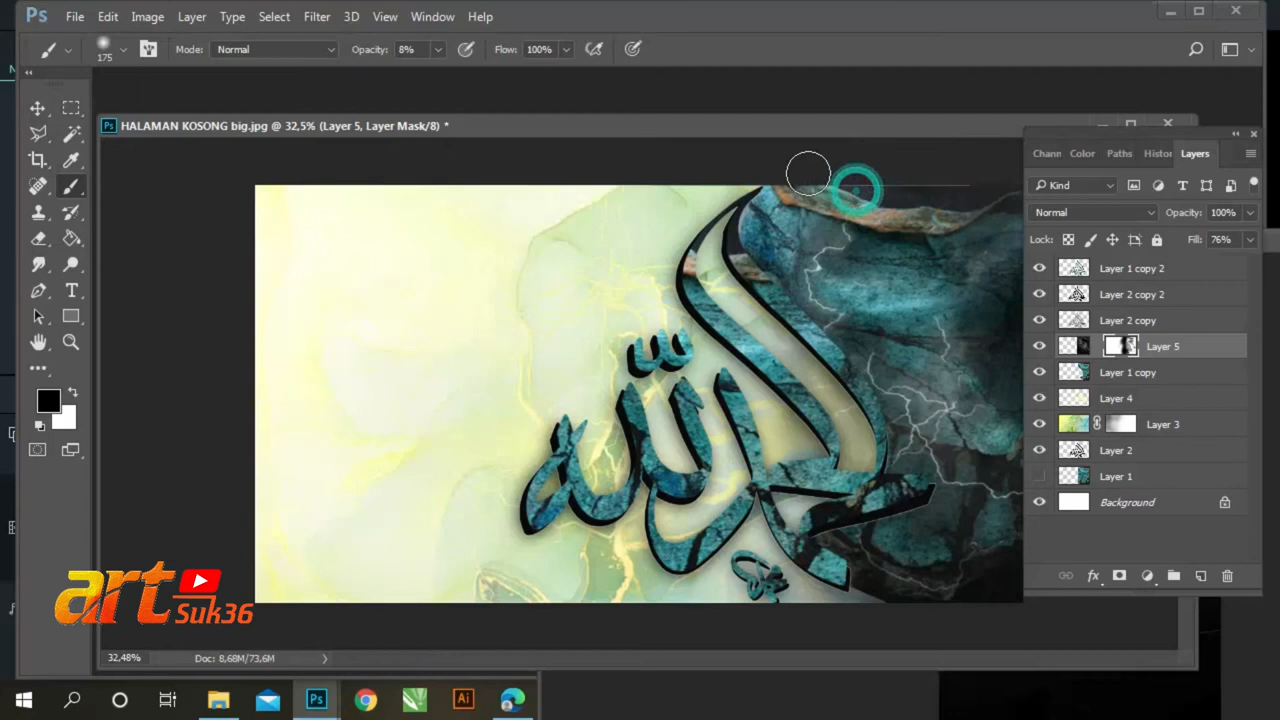 Ps File Edit Image Layer Type Select Filter 3D View Window Help
175 Mode: Normal Opacity: 8% Flow: 100%
Ps HALAMAN KOSONG big.jpg @ 32,5% (Layer 5, Layer Mask/8) *
Chann Color Paths Histor Layers
Kind
Normal Opacity: 100%
Lock: Fill: 76%
Layer 1 copy 2
Layer 2 copy 2
Layer 2 copy
Layer 5
Layer 1 copy
Layer 4
Layer 3
Layer 2
Layer 1
Background
fx
art
Suk36
32,48% Doc: 8,68M/73,6M
Ps Ai